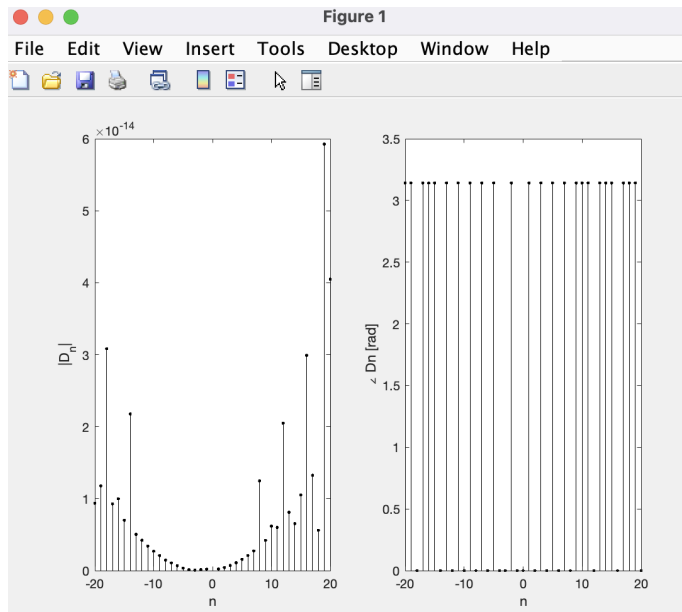 Figure 1
File Edit View Insert Tools Desktop Window Help
×10⁻¹⁴
6
5
4
3
2
1
0
|Dₙ|
-20 -10 0 10 20
n
3.5
3
2.5
2
1.5
1
0.5
0
∠ Dn [rad]
-20 -10 0 10 20
n